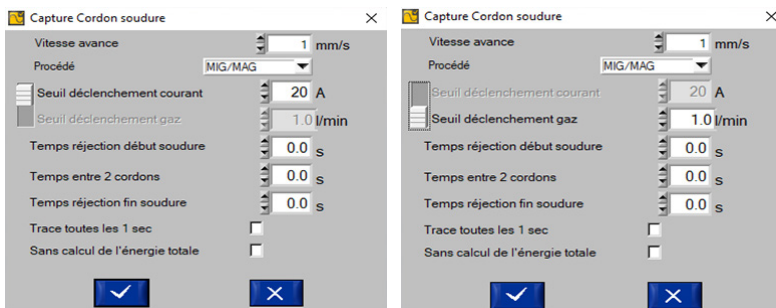 Capture Cordon soudure
Vitesse avance 1 mm/s
Procédé MIG/MAG
Seuil déclenchement courant 20 A
Seuil déclenchement gaz 1.0 l/min
Temps réjection début soudure 0.0 s
Temps entre 2 cordons 0.0 s
Temps réjection fin soudure 0.0 s
Trace toutes les 1 sec
Sans calcul de l'énergie totale
Capture Cordon soudure
Vitesse avance 1 mm/s
Procédé MIG/MAG
Seuil déclenchement courant 20 A
Seuil déclenchement gaz 1.0 l/min
Temps réjection début soudure 0.0 s
Temps entre 2 cordons 0.0 s
Temps réjection fin soudure 0.0 s
Trace toutes les 1 sec
Sans calcul de l'énergie totale